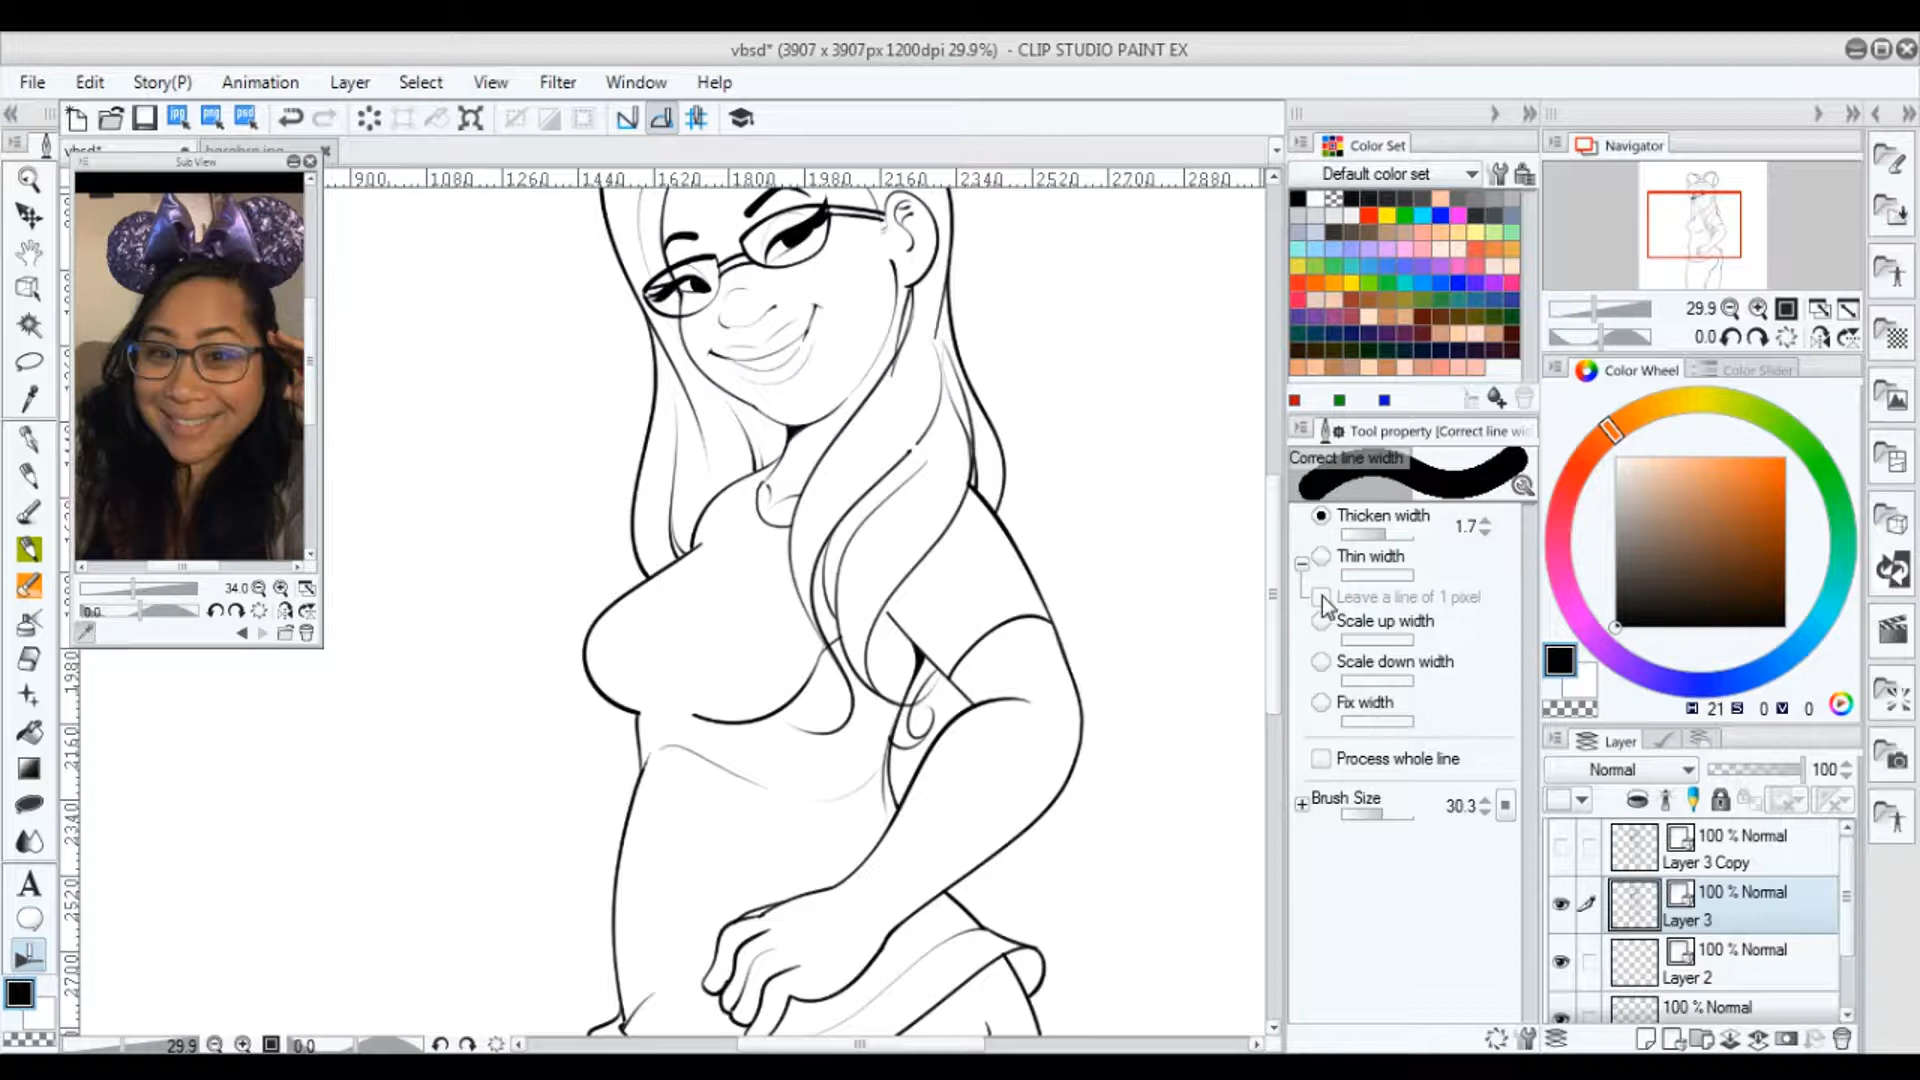 vbsd* (3907 x 3907px 1200dpi 29.9%) - CLIP STUDIO PAINT EX
File Edit Story(P) Animation Layer Select View Filter Window Help
jpg png psd
vbsd*
Sub View
900 1080 1260 1440 1620 1800 1980 2160 2340 2520 2700 2880
34.0
0.0
1980
2160
2340
2520
2700
29.9 0.0
A
Color Set
Default color set
Tool property [Correct line wi
Correct line width
Thicken width 1.7
Thin width
Leave a line of 1 pixel
Scale up width
Scale down width
Fix width
Process whole line
Brush Size 30.3
Navigator
29.9
0.0
Color Wheel Color Slider
H 21 S 0 V 0
Layer
Normal 100
100 % Normal
Layer 3 Copy
100 % Normal
Layer 3
100 % Normal
Layer 2
100 % Normal